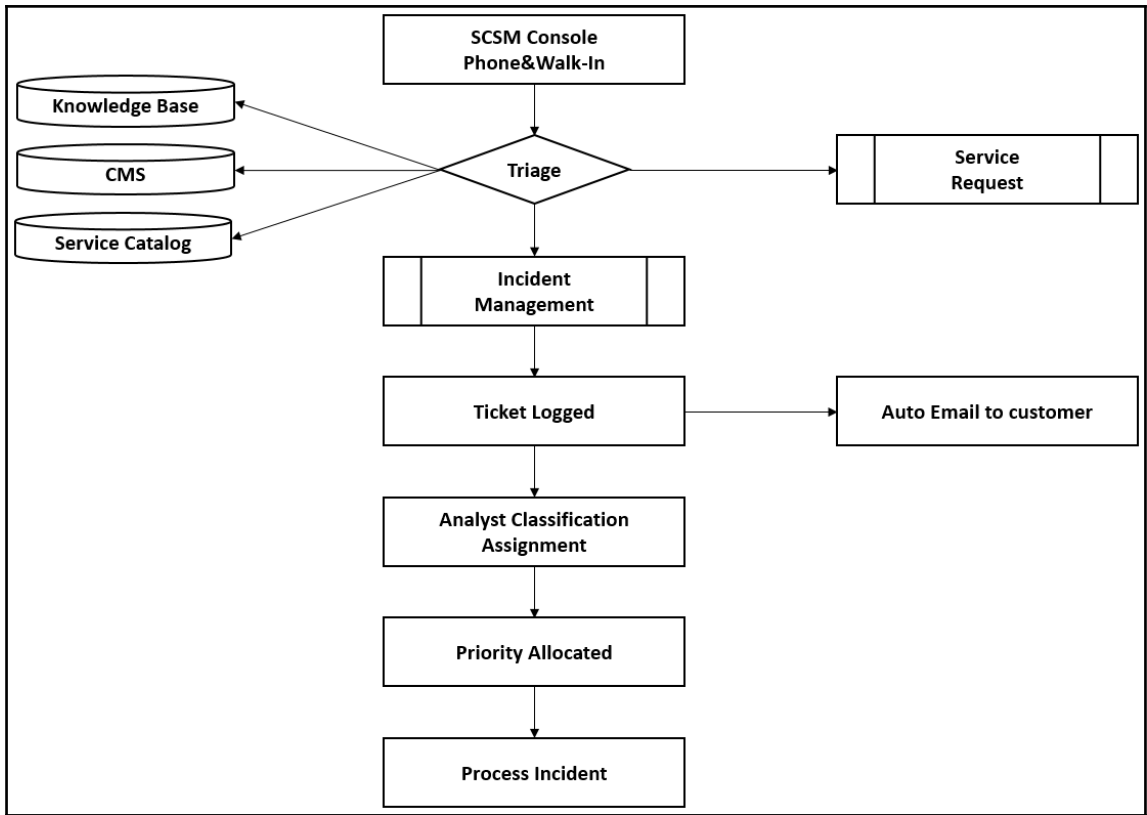 SCSM Console
Phone&Walk-In
Knowledge Base
Triage
Service
Request
CMS
Service Catalog
Incident
Management
Ticket Logged
Auto Email to customer
Analyst Classification
Assignment
Priority Allocated
Process Incident